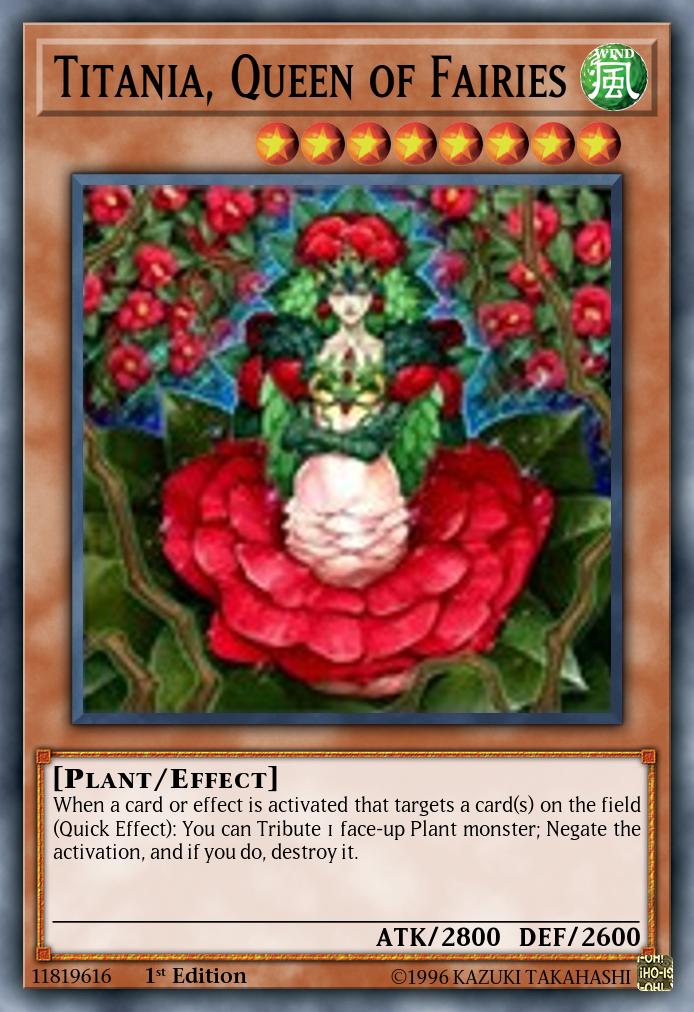 Titania, Queen of Fairies
WIND
風
[Plant/Effect]
When a card or effect is activated that targets a card(s) on the field
(Quick Effect): You can Tribute 1 face-up Plant monster; Negate the
activation, and if you do, destroy it.
ATK/2800 DEF/2600
11819616 1st Edition ©1996 KAZUKI TAKAHASHI